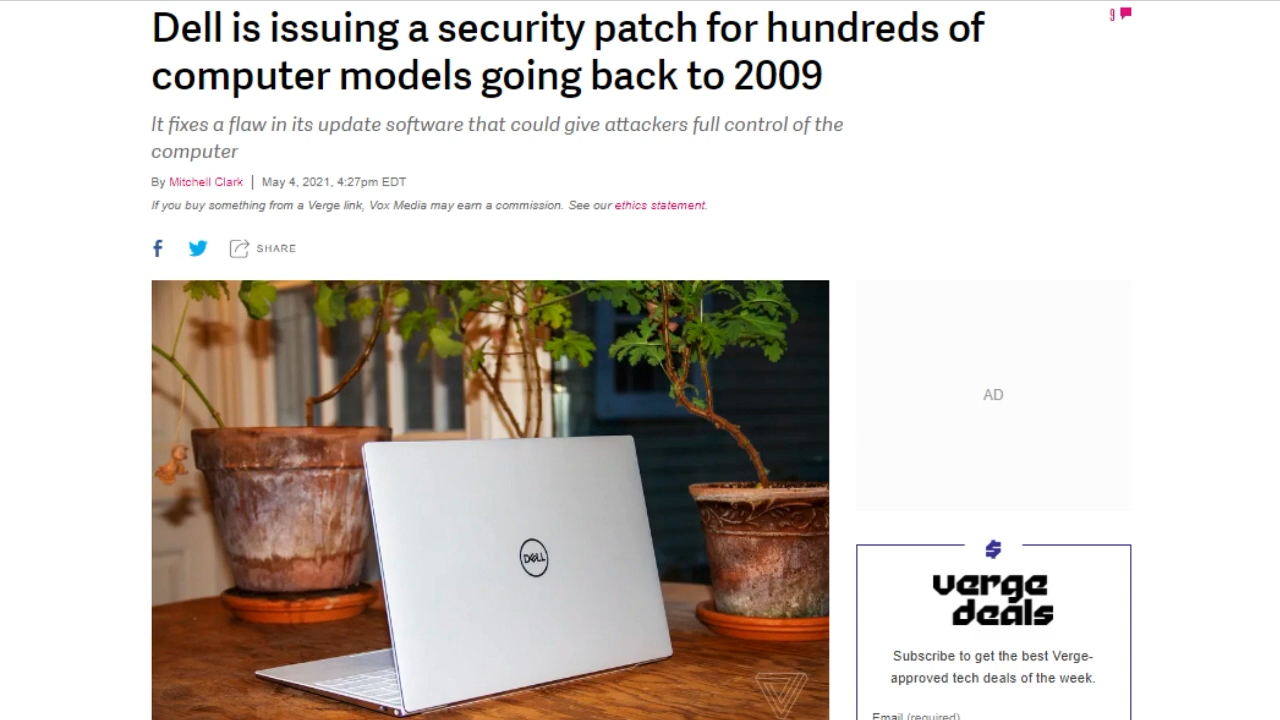 Dell is issuing a security patch for hundreds of
computer models going back to 2009
9
It fixes a flaw in its update software that could give attackers full control of the
computer
By Mitchell Clark | May 4, 2021, 4:27pm EDT
If you buy something from a Verge link, Vox Media may earn a commission. See our ethics statement.
SHARE
DELL
AD
verge
deals
Subscribe to get the best Verge-
approved tech deals of the week.
Email (required)